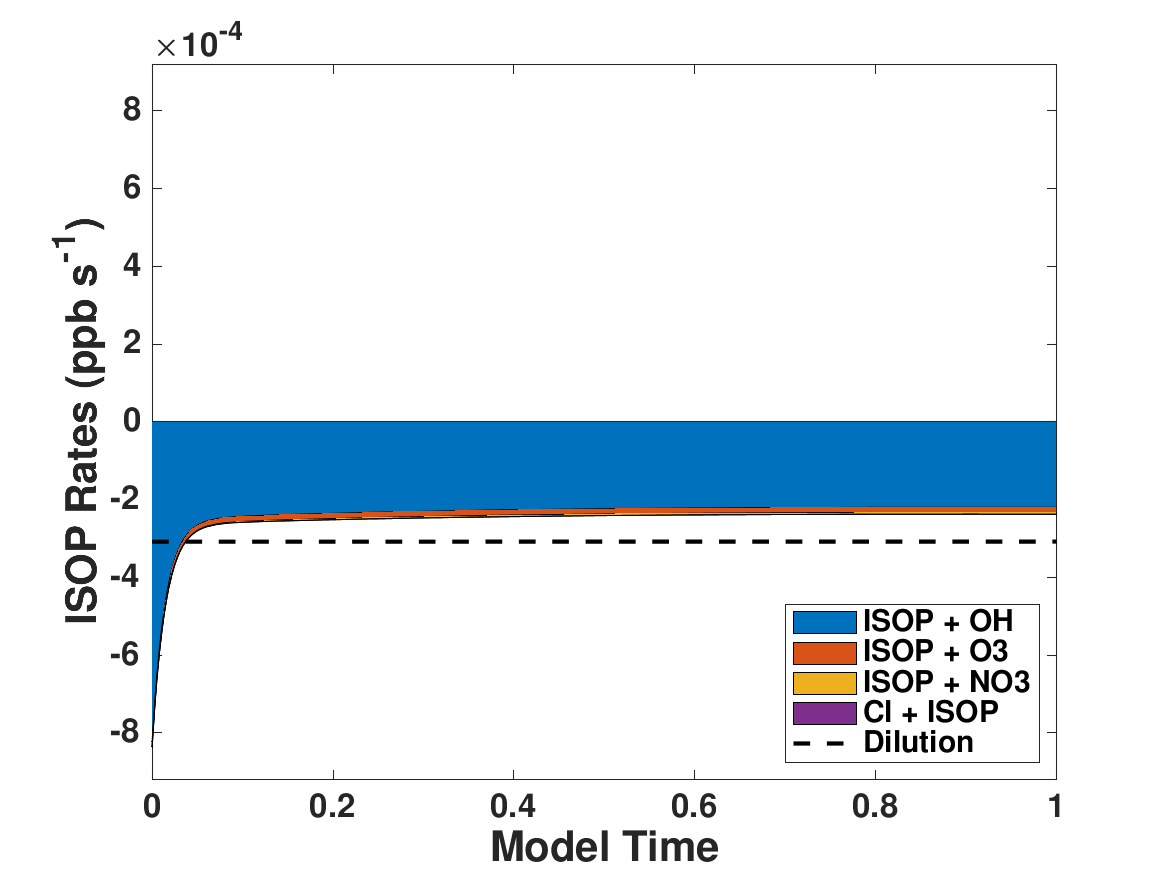 ×10-4
8
6
4
2
0
-2
-4
-6
-8
ISOP Rates (ppb s-1)
ISOP + OH
ISOP + O3
ISOP + NO3
Cl + ISOP
Dilution
0 0.2 0.4 0.6 0.8 1
Model Time